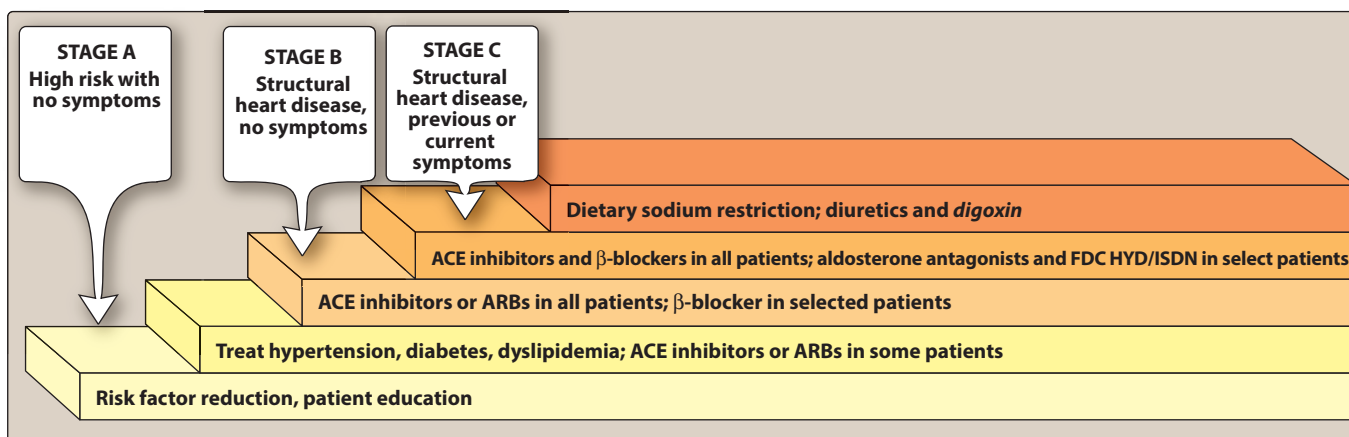 STAGE A
High risk with
no symptoms
STAGE B
Structural
heart disease,
no symptoms
STAGE C
Structural
heart disease,
previous or
current
symptoms
Dietary sodium restriction; diuretics and digoxin
ACE inhibitors and β-blockers in all patients; aldosterone antagonists and FDC HYD/ISDN in select patients
ACE inhibitors or ARBs in all patients; β-blocker in selected patients
Treat hypertension, diabetes, dyslipidemia; ACE inhibitors or ARBs in some patients
Risk factor reduction, patient education